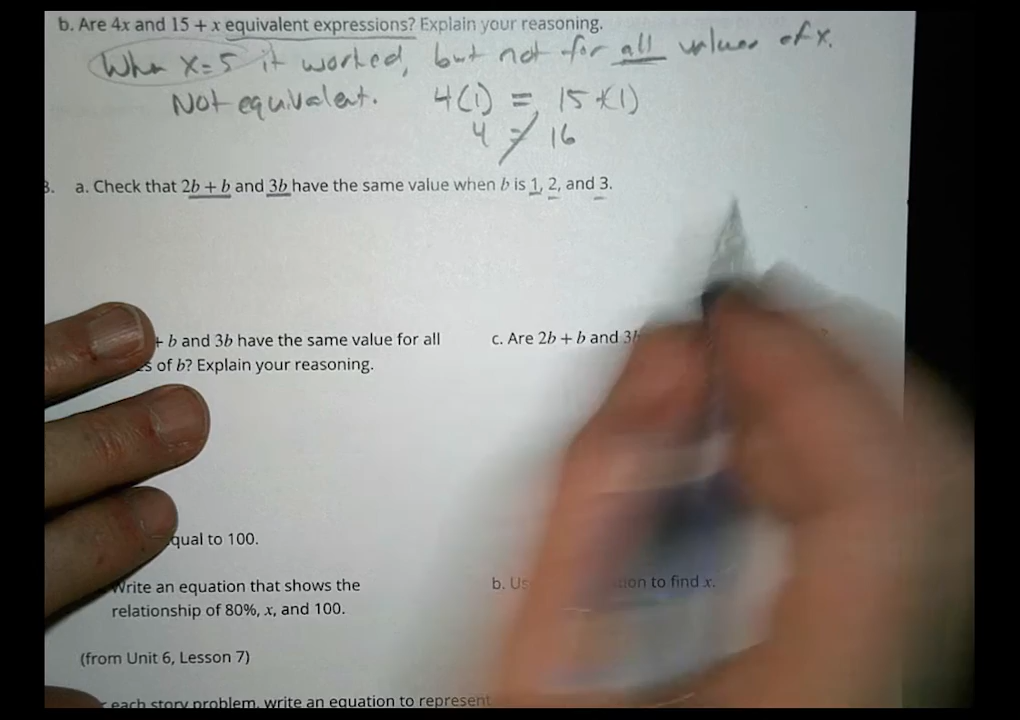 b. Are 4x and 15 + x equivalent expressions? Explain your reasoning.
When x=5 it worked, but not for all values of x.
Not equivalent. 4(1) = 15+(1)
4 ≠ 16
3. a. Check that 2b + b and 3b have the same value when b is 1, 2, and 3.
+ b and 3b have the same value for all
of b? Explain your reasoning.
c. Are 2b + b and 3b
qual to 100.
Write an equation that shows the
relationship of 80%, x, and 100.
b. to find x.
(from Unit 6, Lesson 7)
each story problem, write an equation to represent